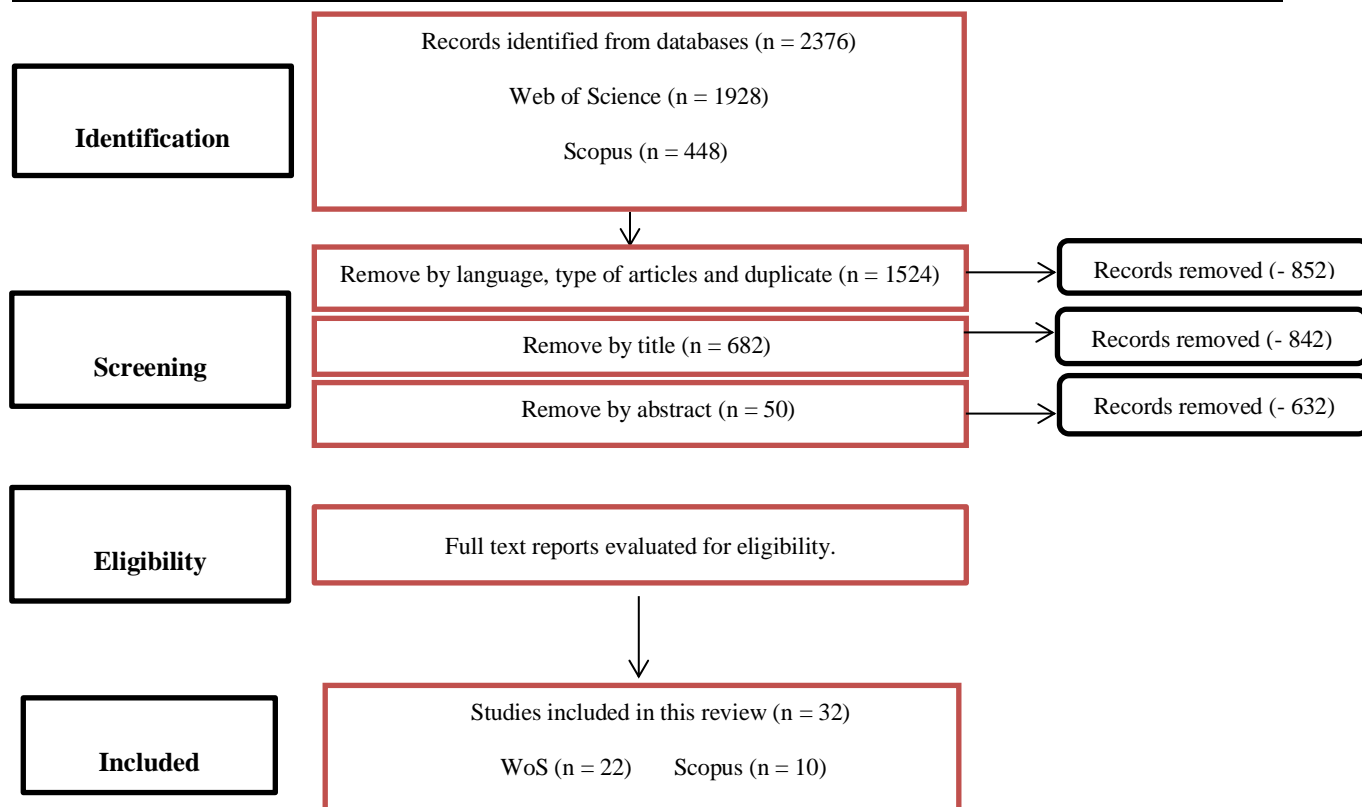 Records identified from databases (n = 2376)
Web of Science (n = 1928)
Scopus (n = 448)
Identification
Remove by language, type of articles and duplicate (n = 1524)
Records removed (- 852)
Remove by title (n = 682)
Records removed (- 842)
Screening
Remove by abstract (n = 50)
Records removed (- 632)
Full text reports evaluated for eligibility.
Eligibility
Studies included in this review (n = 32)
WoS (n = 22) Scopus (n = 10)
Included